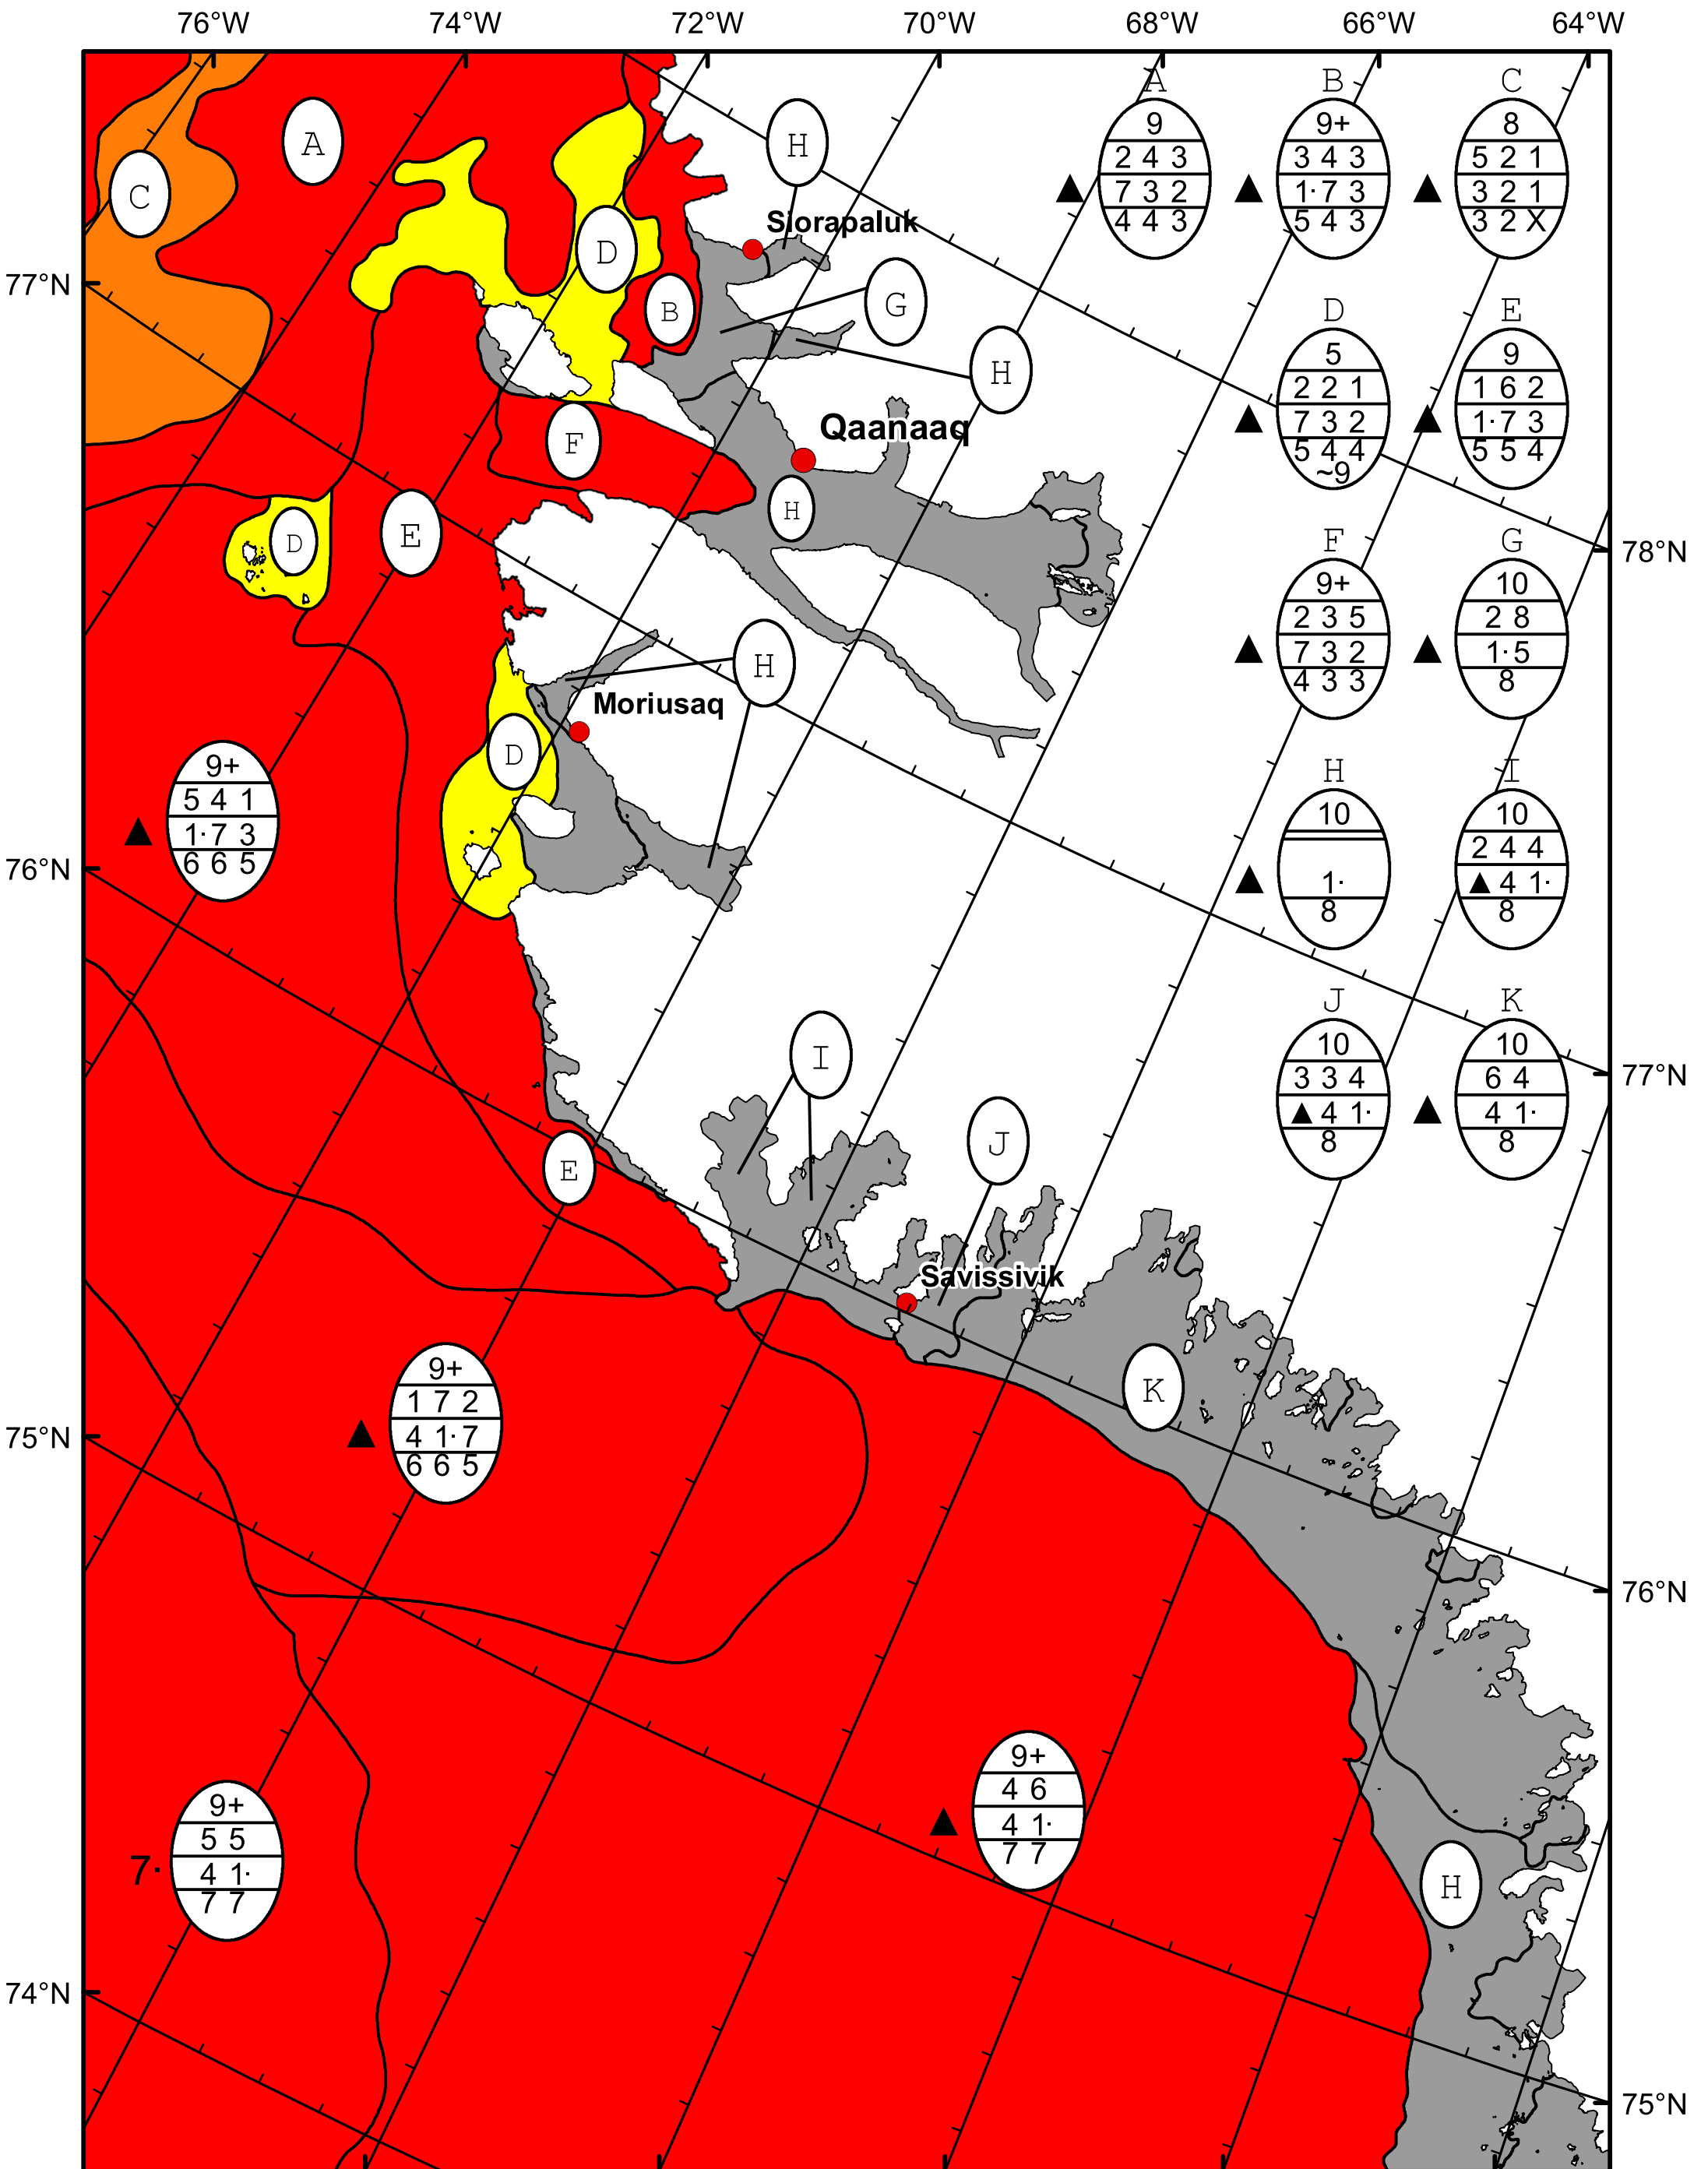 76°W 74°W 72°W 70°W 68°W 66°W 64°W
A B C
9 9+ 8
2 4 3 3 4 3 5 2 1
▲ 7 3 2 ▲ 1·7 3 ▲ 3 2 1
4 4 3 5 4 3 3 2 X
A
H
C
Siorapaluk
D
77°N
G
B
D E
5 9
2 2 1 1 6 2
▲ 7 3 2 ▲ 1·7 3
5 4 4 5 5 4
~9
H
Qaanaaq
F
H
E
D
78°N
F G
9+ 10
2 3 5 2 8
▲ 7 3 2 ▲ 1·5
4 3 3 8
H
Moriusaq
D
9+
5 4 1
▲ 1·7 3
6 6 5
H I
10 10
2 4 4
▲ 1· ▲ 4 1·
8 8
76°N
J K
10 10
3 3 4 6 4
▲ 4 1· ▲ 4 1·
8 8
77°N
I
J
E
Savissivik
K
9+
1 7 2
▲ 4 1·7
6 6 5
75°N
76°N
9+
4 6
▲ 4 1·
7 7
9+
5 5
7· 4 1·
7 7
H
74°N
75°N